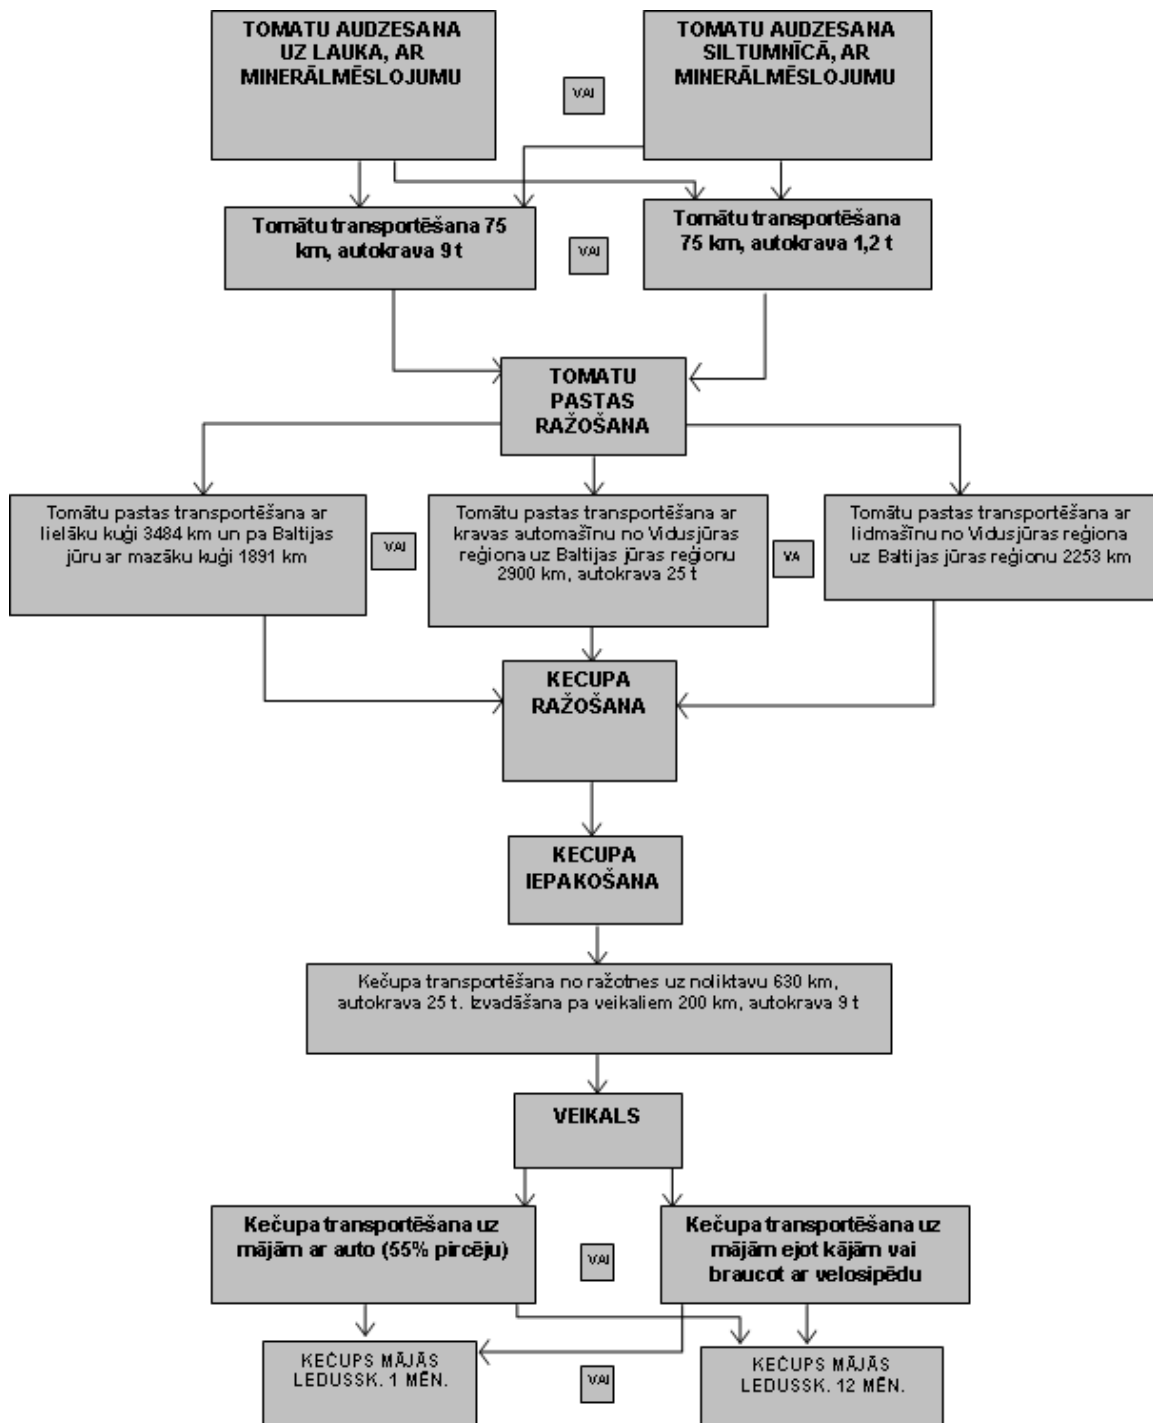 TOMATU AUDZESANA
UZ LAUKA, AR
MINERĀLMĒSLOJUMU
VAI
TOMATU AUDZESANA
SILTUMNĪCĀ, AR
MINERĀLMĒSLOJUMU
Tomātu transportēšana 75
km, autokrava 9 t
VAI
Tomātu transportēšana
75 km, autokrava 1,2 t
TOMATU
PASTAS
RAŽOŠANA
Tomātu pastas transportēšana ar
lielāku kuģi 3484 km un pa Baltijas
jūru ar mazāku kuģi 1891 km
VAI
Tomātu pastas transportēšana ar
kravas automašīnu no Vidusjūras
reģiona uz Baltijas jūras reģionu
2900 km, autokrava 25 t
VA
Tomātu pastas transportēšana ar
lidmašīnu no Vidusjūras reģiona
uz Baltijas jūras reģionu 2253 km
KECUPA
RAŽOŠANA
KECUPA
IEPAKOŠANA
Kečupa transportēšana no ražotnes uz noliktavu 630 km,
autokrava 25 t. Izvadāšana pa veikaliem 200 km, autokrava 9 t
VEIKALS
Kečupa transportēšana uz
mājām ar auto (55% pircēju)
VAI
Kečupa transportēšana uz
mājām ejot kājām vai
braucot ar velosipēdu
KEČUPS MĀJĀS
LEDUSSK. 1 MĒN.
VAI
KEČUPS MĀJĀS
LEDUSSK. 12 MĒN.